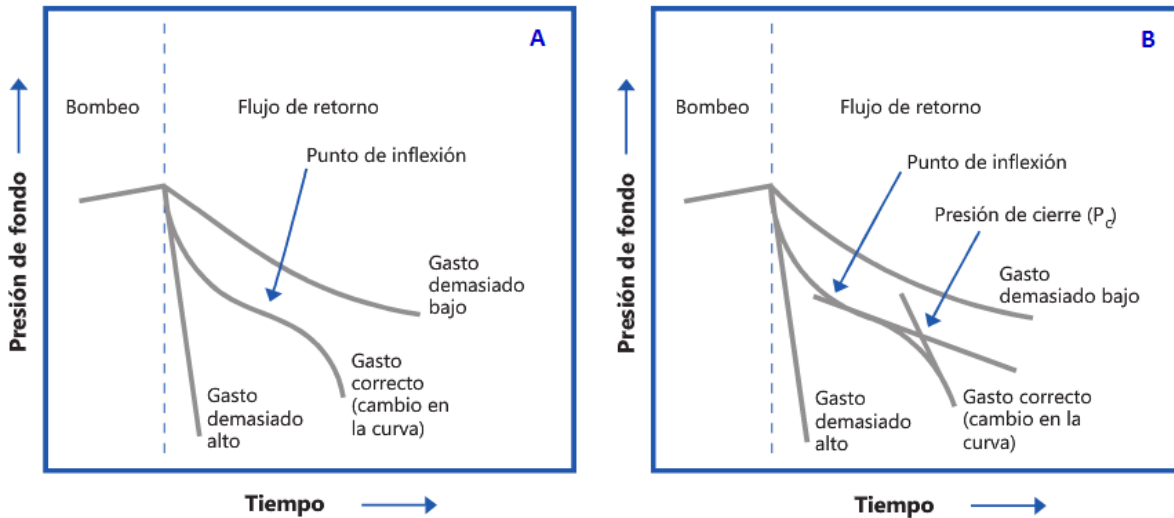 A
Presión de fondo
Bombeo
Flujo de retorno
Punto de inflexión
Gasto
demasiado
bajo
Gasto
correcto
(cambio en
la curva)
Gasto
demasiado
alto
Tiempo
B
Presión de fondo
Bombeo
Flujo de retorno
Punto de inflexión
Presión de cierre (PC)
Gasto
demasiado bajo
Gasto
demasiado
alto
Gasto correcto
(cambio en la
curva)
Tiempo